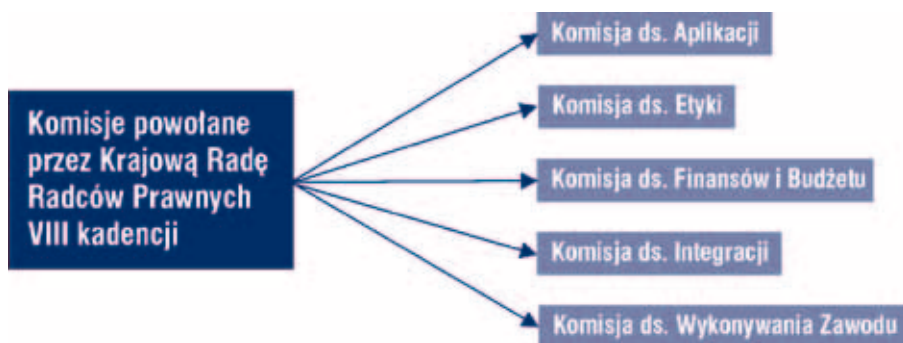 Komisje powołane
przez Krajową Radę
Radców Prawnych
VIII kadencji
Komisja ds. Aplikacji
Komisja ds. Etyki
Komisja ds. Finansów i Budżetu
Komisja ds. Integracji
Komisja ds. Wykonywania Zawodu